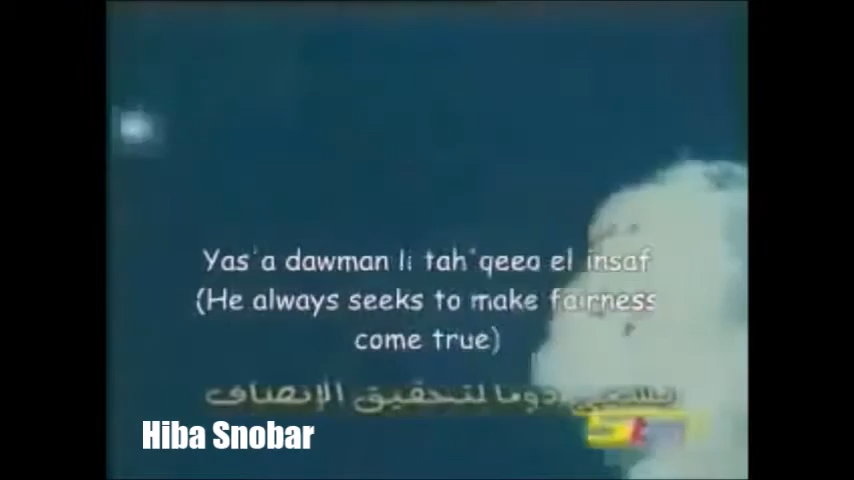 Yas'a dawman li tah'qeeq el insaf
(He always seeks to make fairness
come true)
يسعى دوما لتحقيق الإنصاف
Hiba Snobar